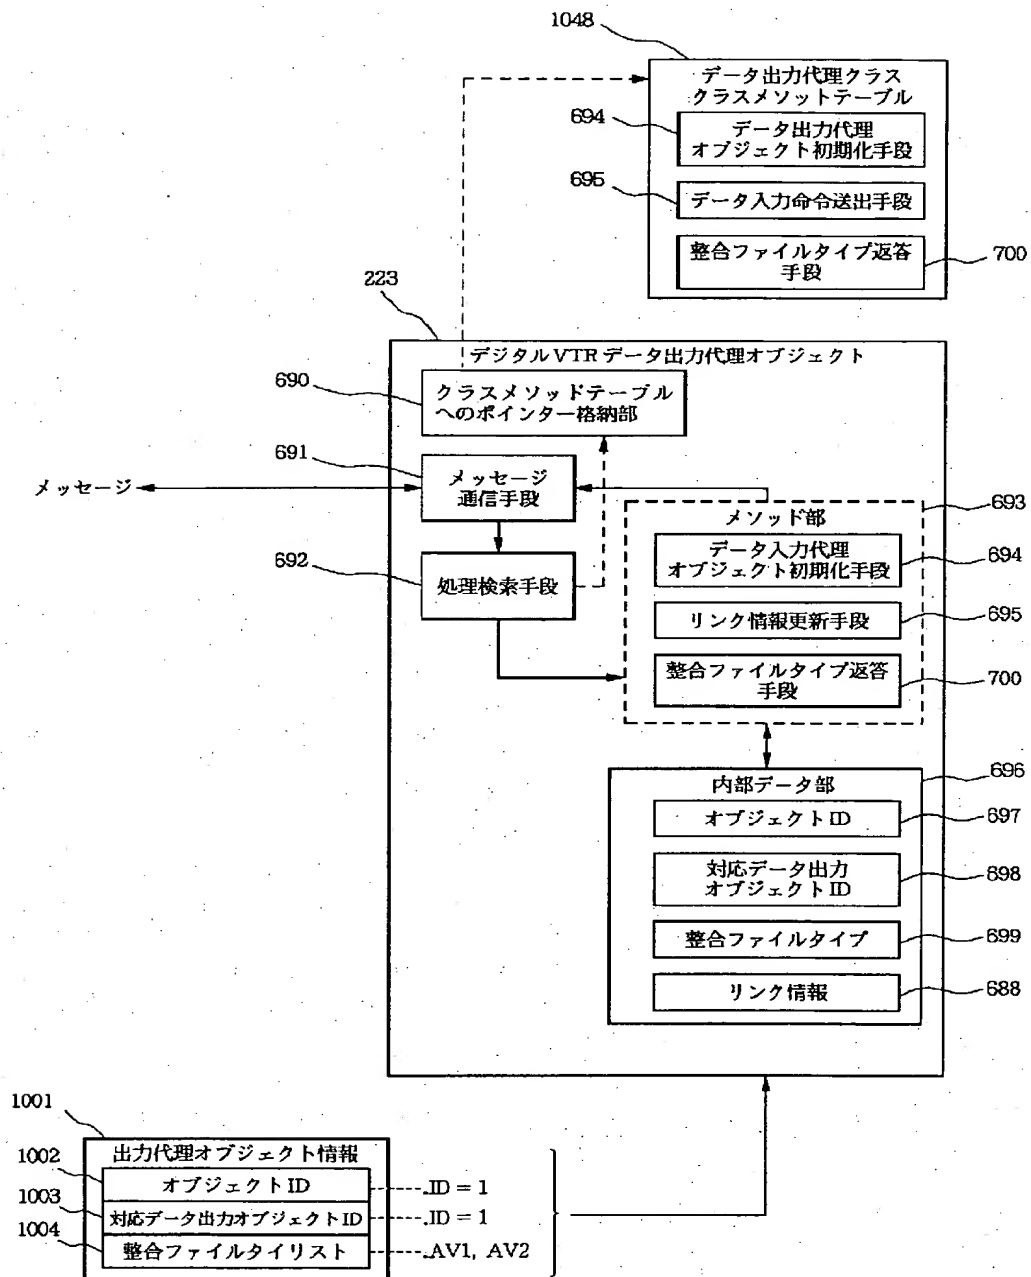 1048
データ出力代理クラス
クラスメソットテーブル
694
データ出力代理
オブジェクト初期化手段
695
データ入力命令送出手段
整合ファイルタイプ返答
手段
700
223
デジタルVTRデータ出力代理オブジェクト
690
クラスメソッドテーブル
へのポインター格納部
691
メッセージ
メッセージ
通信手段
693
メソッド部
692
処理検索手段
データ入力代理
オブジェクト初期化手段
694
リンク情報更新手段
695
整合ファイルタイプ返答
手段
700
696
内部データ部
オブジェクトID
697
対応データ出力
オブジェクトID
698
整合ファイルタイプ
699
リンク情報
688
1001
出力代理オブジェクト情報
1002
オブジェクトID
ID = 1
1003
対応データ出力オブジェクトID
ID = 1
1004
整合ファイルタイリスト
AV1, AV2